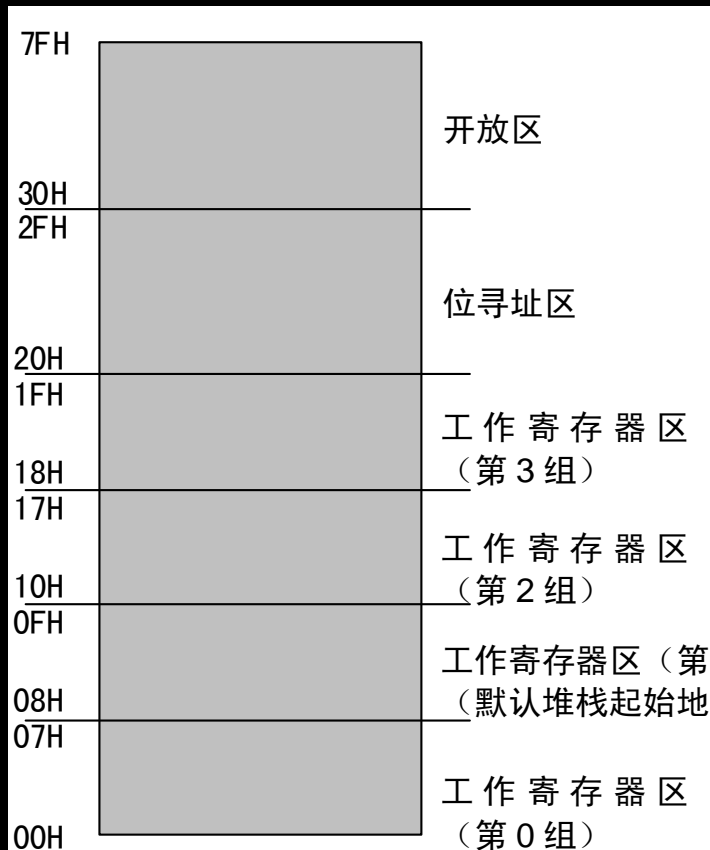 7FH
开放区
30H
2FH
位寻址区
20H
1FH
工作寄存器区
（第 3 组）
18H
17H
工作寄存器区
（第 2 组）
10H
0FH
工作寄存器区（第
（默认堆栈起始地
08H
07H
工作寄存器区
（第 0 组）
00H